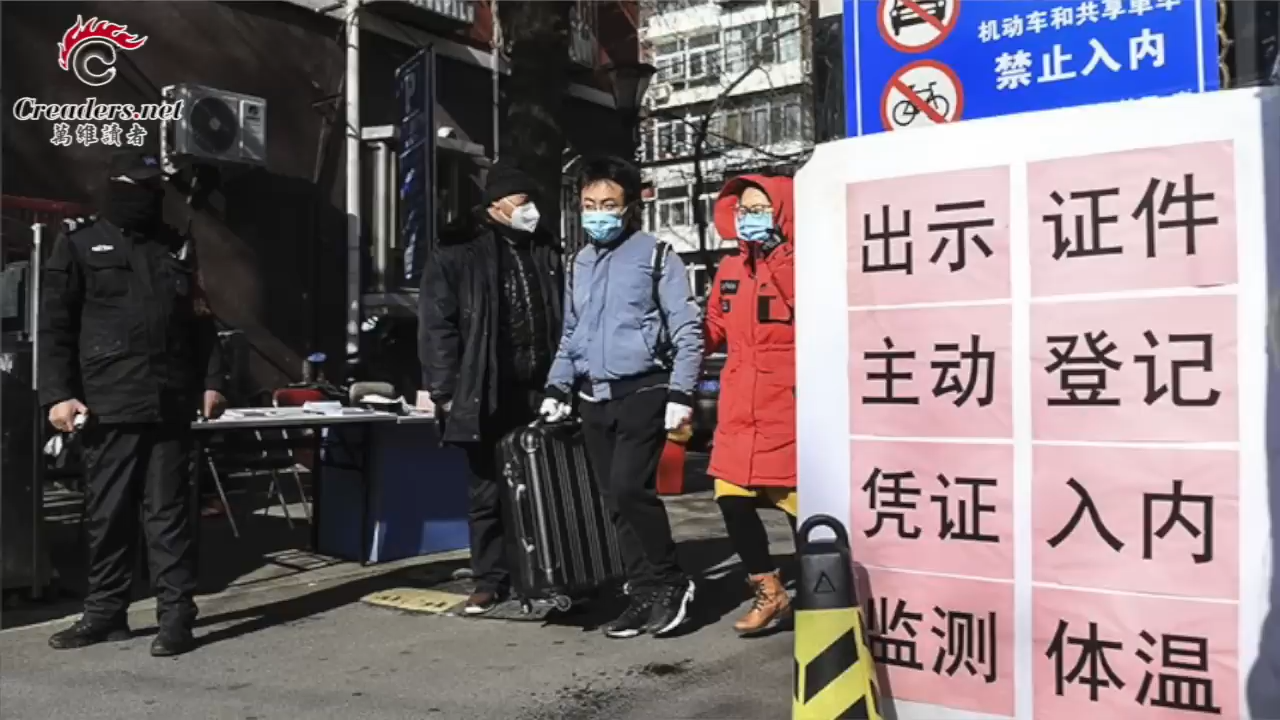 Creaders.net
萬維讀者
机动车和共享单车
禁止入内
出示 证件
主动 登记
凭证 入内
监测 体温